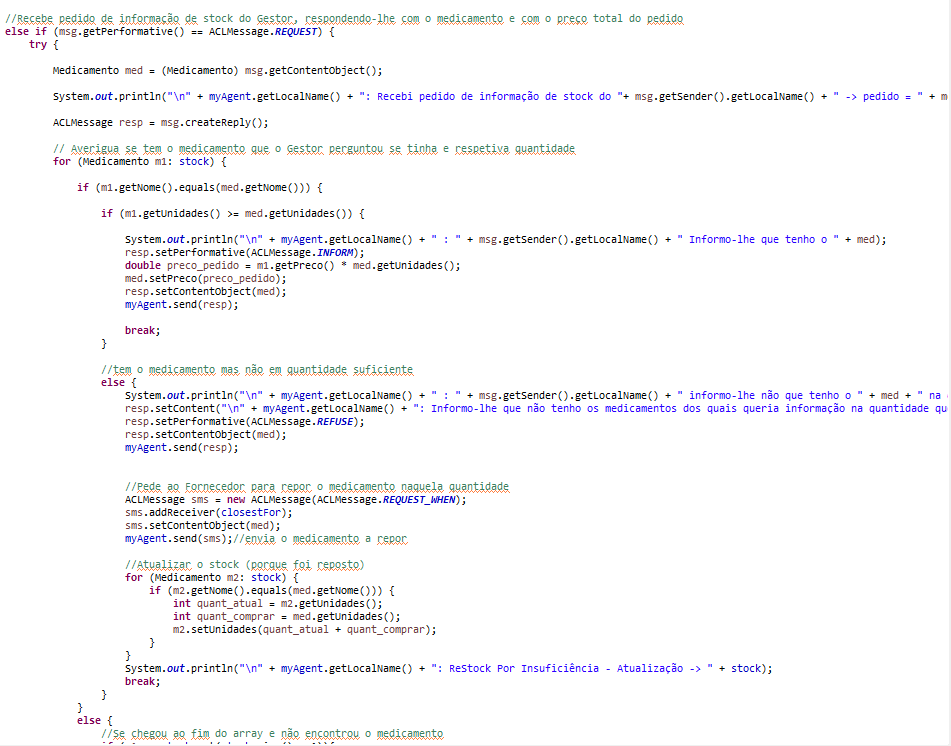 //Recebe pedido de informação de stock do Gestor, respondendo-lhe com o medicamento e com o preço total do pedido
else if (msg.getPerformative() == ACLMessage.REQUEST) {
try {
Medicamento med = (Medicamento) msg.getContentObject();
System.out.println("\n" + myAgent.getLocalName() + ": Recebi pedido de informação de stock do "+ msg.getSender().getLocalName() + " -> pedido = " + m
ACLMessage resp = msg.createReply();
// Averigua se tem o medicamento que o Gestor perguntou se tinha e respetiva quantidade
for (Medicamento m1: stock) {
if (m1.getNome().equals(med.getNome())) {
if (m1.getUnidades() >= med.getUnidades()) {
System.out.println("\n" + myAgent.getLocalName() + " : " + msg.getSender().getLocalName() + " Informo-lhe que tenho o " + med);
resp.setPerformative(ACLMessage.INFORM);
double preco_pedido = m1.getPreco() * med.getUnidades();
med.setPreco(preco_pedido);
resp.setContentObject(med);
myAgent.send(resp);
break;
}
//tem o medicamento mas não em quantidade suficiente
else {
System.out.println("\n" + myAgent.getLocalName() + " : " + msg.getSender().getLocalName() + " informo-lhe não que tenho o " + med + " na
resp.setContent("\n" + myAgent.getLocalName() + ": Informo-lhe que não tenho os medicamentos dos quais queria informação na quantidade qu
resp.setPerformative(ACLMessage.REFUSE);
resp.setContentObject(med);
myAgent.send(resp);
//Pede ao Fornecedor para repor o medicamento naquela quantidade
ACLMessage sms = new ACLMessage(ACLMessage.REQUEST_WHEN);
sms.addReceiver(closestFor);
sms.setContentObject(med);
myAgent.send(sms);//envia o medicamento a repor
//Atualizar o stock (porque foi reposto)
for (Medicamento m2: stock) {
if (m2.getNome().equals(med.getNome())) {
int quant_atual = m2.getUnidades();
int quant_comprar = med.getUnidades();
m2.setUnidades(quant_atual + quant_comprar);
}
}
System.out.println("\n" + myAgent.getLocalName() + ": ReStock Por Insuficiência - Atualização -> " + stock);
break;
}
}
else {
//Se chegou ao fim do array e não encontrou o medicamento